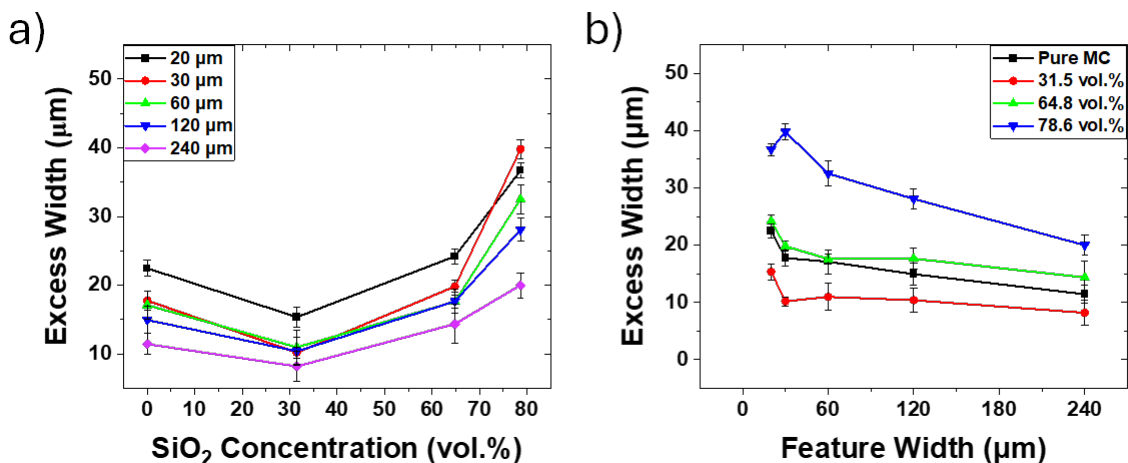 a)
20 μm
30 μm
60 μm
120 μm
240 μm
50
40
30
20
10
Excess Width (μm)
0 10 20 30 40 50 60 70 80
SiO₂ Concentration (vol.%)
b)
Pure MC
31.5 vol.%
64.8 vol.%
78.6 vol.%
50
40
30
20
10
0
Excess Width (μm)
0 60 120 180 240
Feature Width (μm)